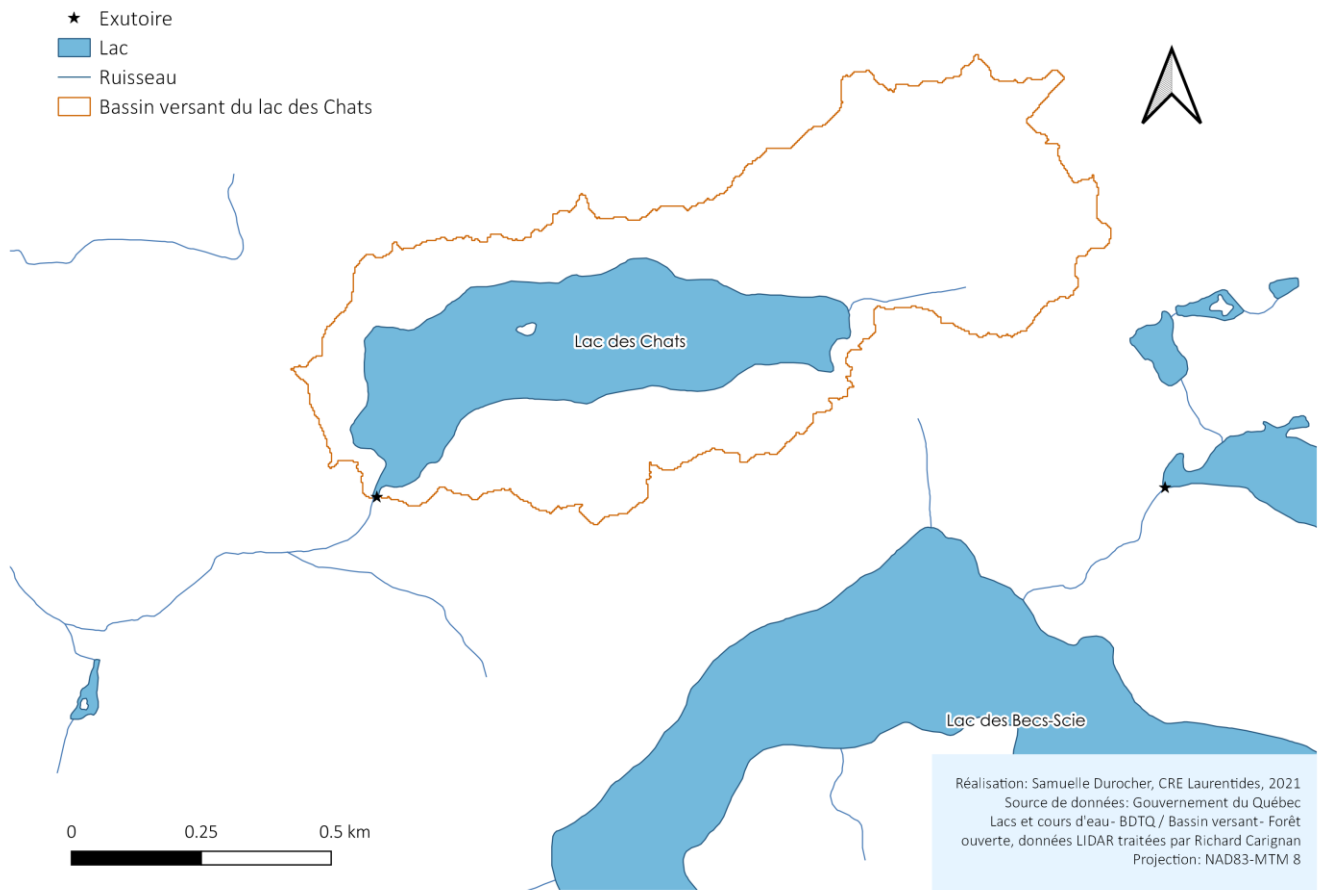 Exutoire
Lac
Ruisseau
Bassin versant du lac des Chats
Lac des Chats
Lac des Becs-Scie
0 0.25 0.5 km
Réalisation: Samuelle Durocher, CRE Laurentides, 2021
Source de données: Gouvernement du Québec
Lacs et cours d'eau- BDTQ / Bassin versant- Forêt
ouverte, données LIDAR traitées par Richard Carignan
Projection: NAD83-MTM 8